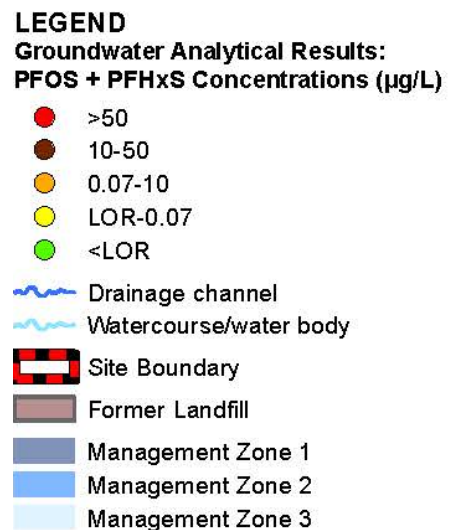 LEGEND
Groundwater Analytical Results:
PFOS + PFHxS Concentrations (µg/L)
>50
10-50
0.07-10
LOR-0.07
<LOR
Drainage channel
Watercourse/water body
Site Boundary
Former Landfill
Management Zone 1
Management Zone 2
Management Zone 3